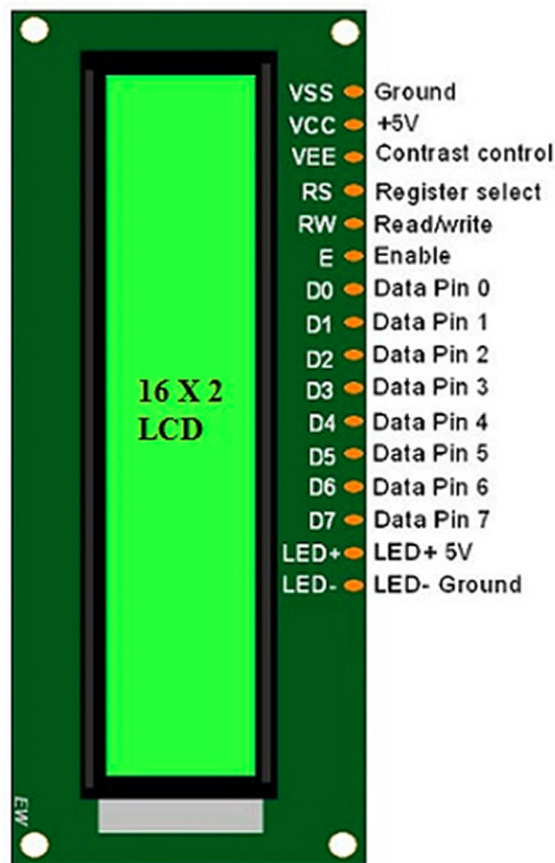 VSS Ground
VCC +5V
VEE Contrast control
RS Register select
RW Read/write
E Enable
D0 Data Pin 0
D1 Data Pin 1
D2 Data Pin 2
D3 Data Pin 3
16 X 2
LCD
D4 Data Pin 4
D5 Data Pin 5
D6 Data Pin 6
D7 Data Pin 7
LED+ LED+ 5V
LED- LED- Ground
EW